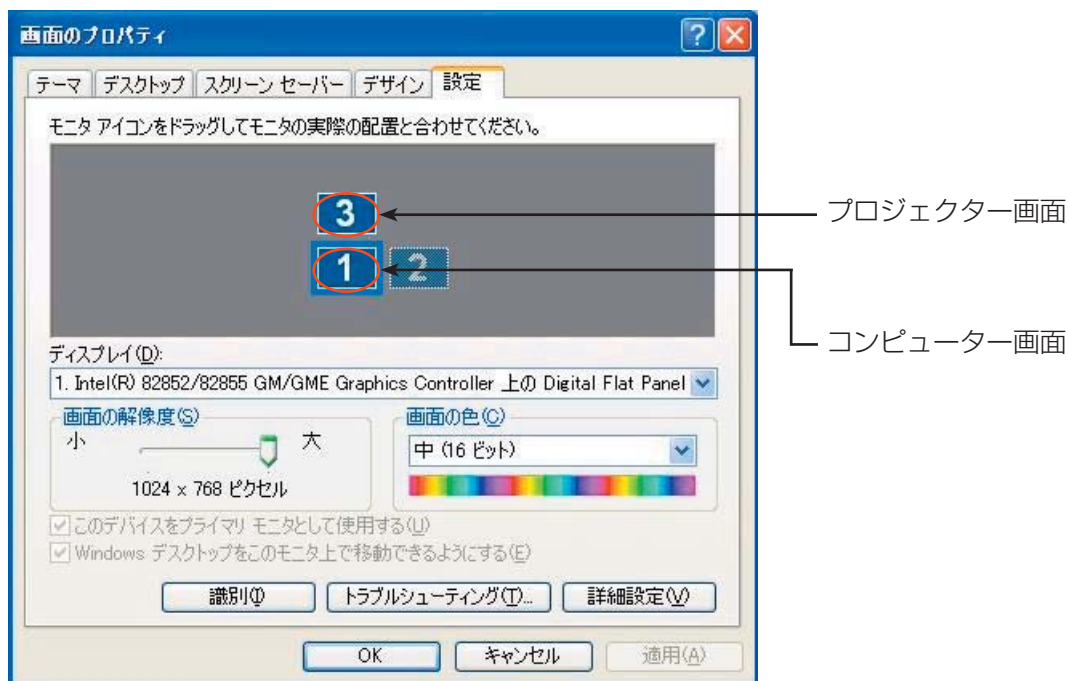 画面のプロパティ
テーマ デスクトップ スクリーン セーバー デザイン 設定
モニタ アイコンをドラッグしてモニタの実際の配置と合わせてください。
3
プロジェクター画面
1 2
コンピューター画面
ディスプレイ(D):
1. Intel(R) 82852/82855 GM/GME Graphics Controller 上の Digital Flat Panel
画面の解像度(S)
小 大
1024 x 768 ピクセル
画面の色(C)
中 (16 ビット)
このデバイスをプライマリ モニタとして使用する(U)
Windows デスクトップをこのモニタ上で移動できるようにする(E)
識別(I) トラブルシューティング(T)... 詳細設定(V)
OK キャンセル 適用(A)